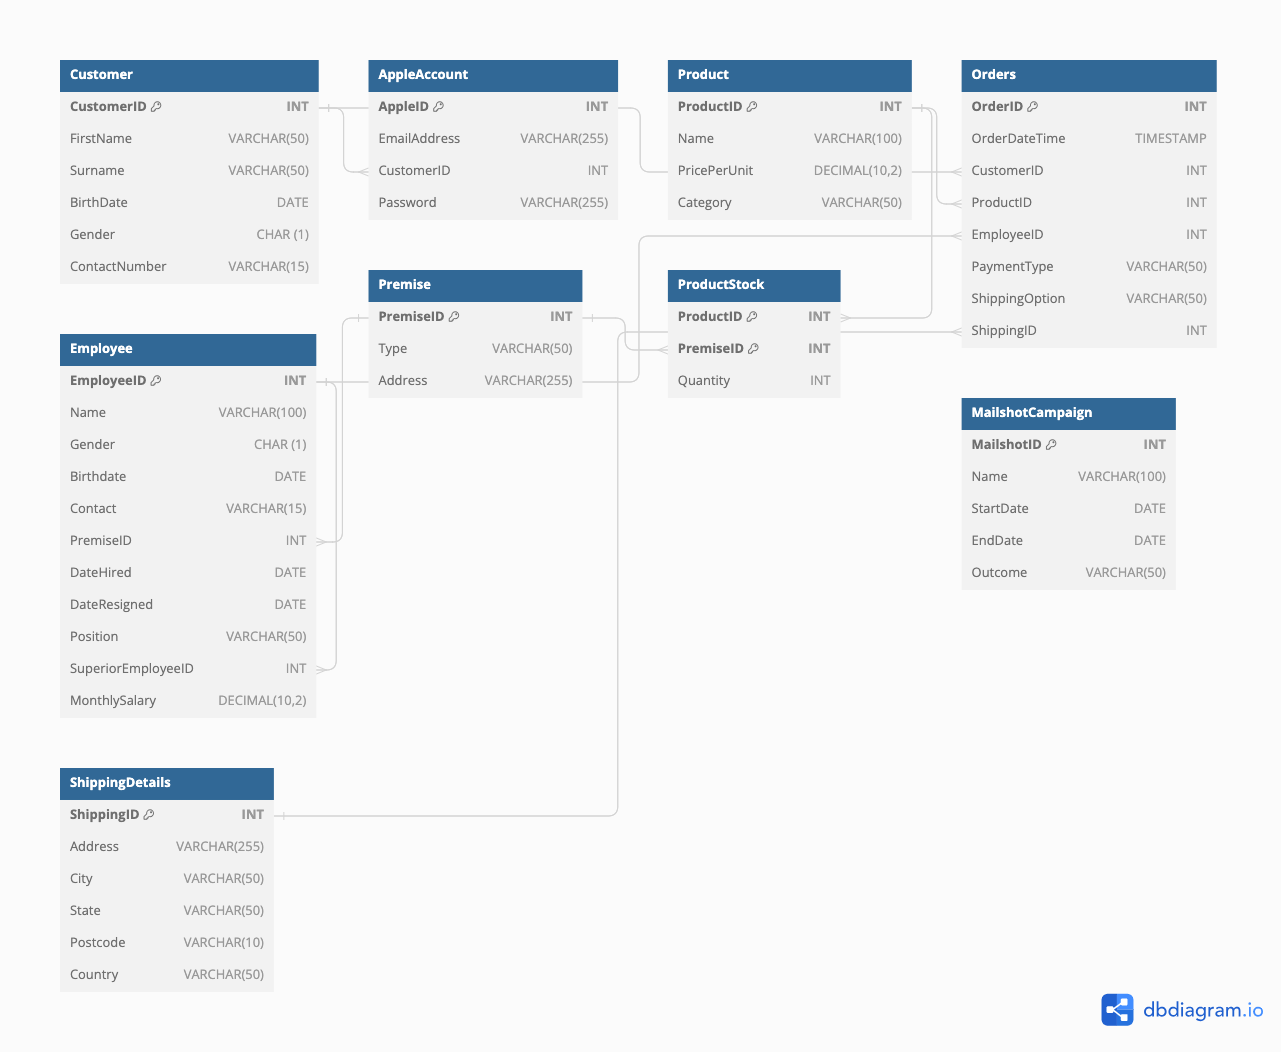 Customer
CustomerID INT
FirstName VARCHAR(50)
Surname VARCHAR(50)
BirthDate DATE
Gender CHAR (1)
ContactNumber VARCHAR(15)
AppleAccount
AppleID INT
EmailAddress VARCHAR(255)
CustomerID INT
Password VARCHAR(255)
Product
ProductID INT
Name VARCHAR(100)
PricePerUnit DECIMAL(10,2)
Category VARCHAR(50)
Orders
OrderID INT
OrderDateTime TIMESTAMP
CustomerID INT
ProductID INT
EmployeeID INT
PaymentType VARCHAR(50)
ShippingOption VARCHAR(50)
ShippingID INT
Premise
PremiseID INT
Type VARCHAR(50)
Address VARCHAR(255)
ProductStock
ProductID INT
PremiseID INT
Quantity INT
Employee
EmployeeID INT
Name VARCHAR(100)
Gender CHAR (1)
Birthdate DATE
Contact VARCHAR(15)
PremiseID INT
DateHired DATE
DateResigned DATE
Position VARCHAR(50)
SuperiorEmployeeID INT
MonthlySalary DECIMAL(10,2)
MailshotCampaign
MailshotID INT
Name VARCHAR(100)
StartDate DATE
EndDate DATE
Outcome VARCHAR(50)
ShippingDetails
ShippingID INT
Address VARCHAR(255)
City VARCHAR(50)
State VARCHAR(50)
Postcode VARCHAR(10)
Country VARCHAR(50)
dbdiagram.io